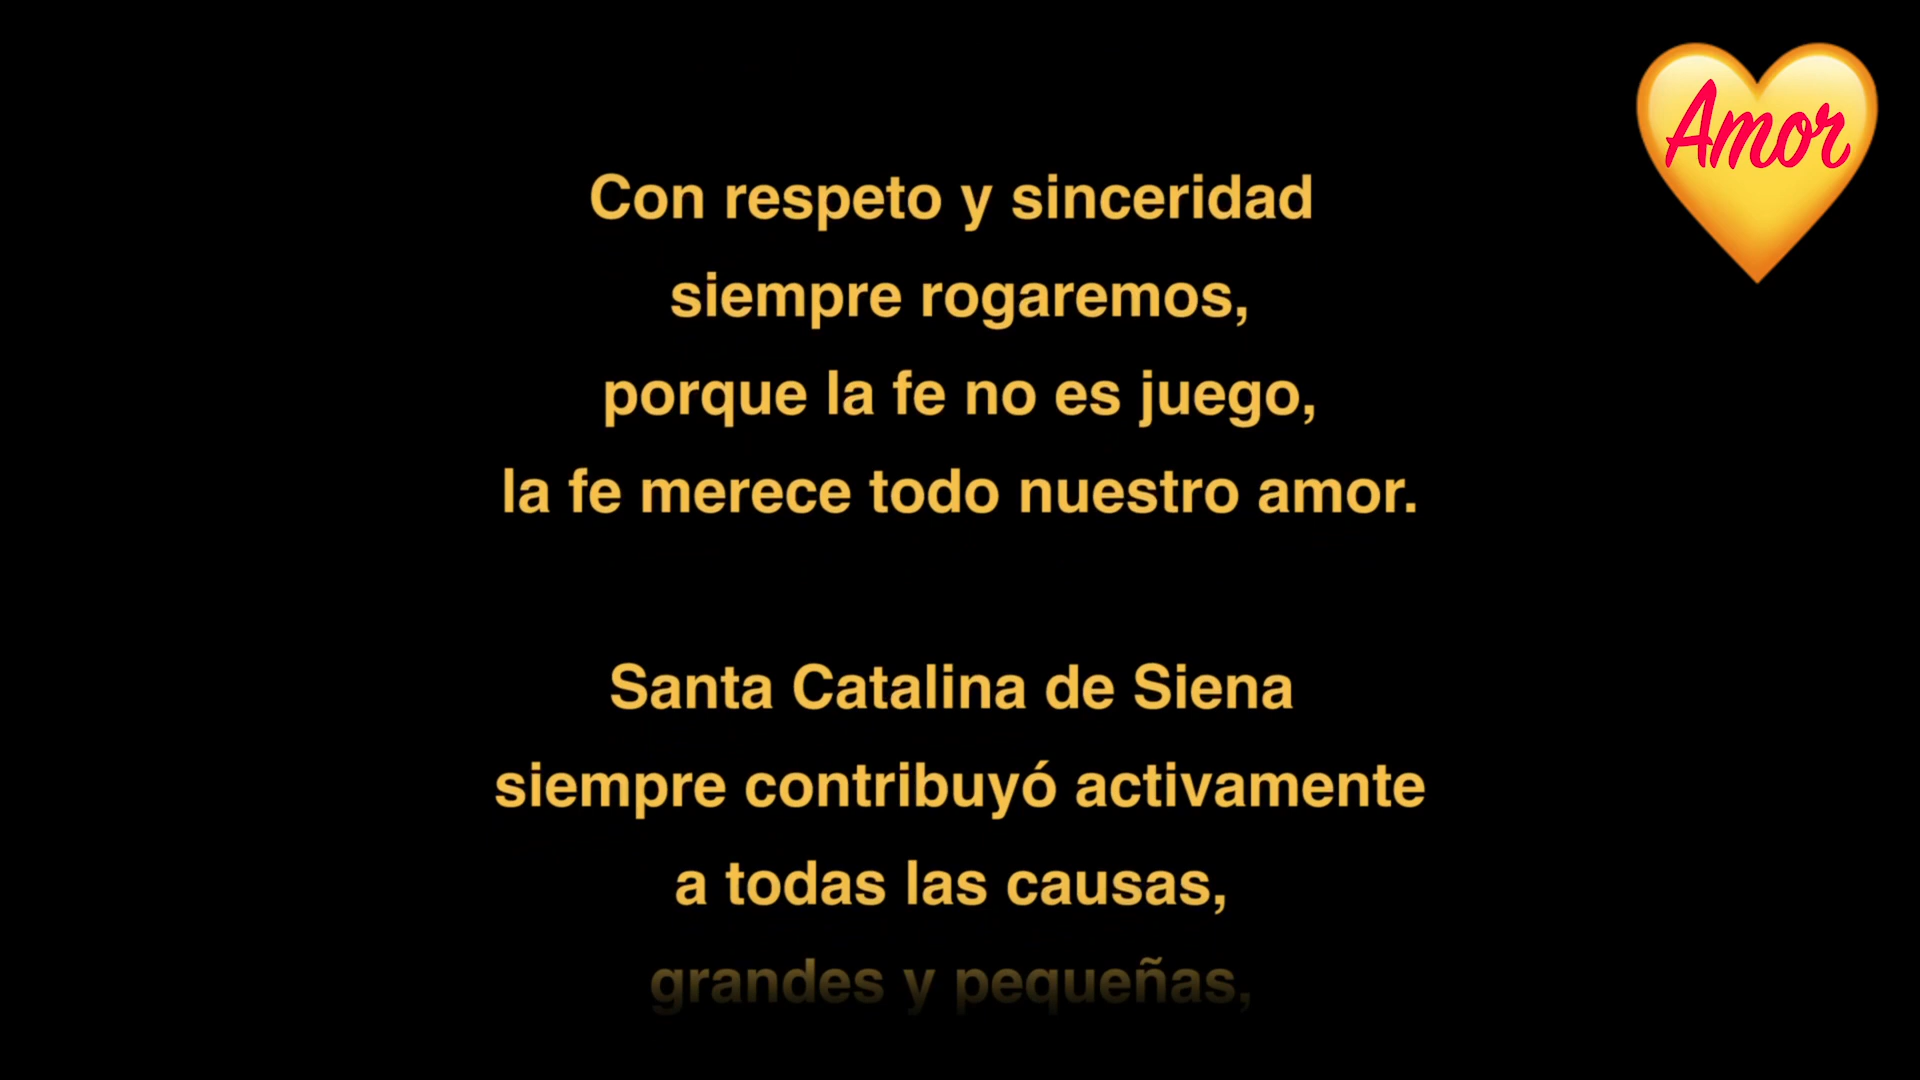 Amor
Con respeto y sinceridad
siempre rogaremos,
porque la fe no es juego,
la fe merece todo nuestro amor.
Santa Catalina de Siena
siempre contribuyó activamente
a todas las causas,
grandes y pequeñas,